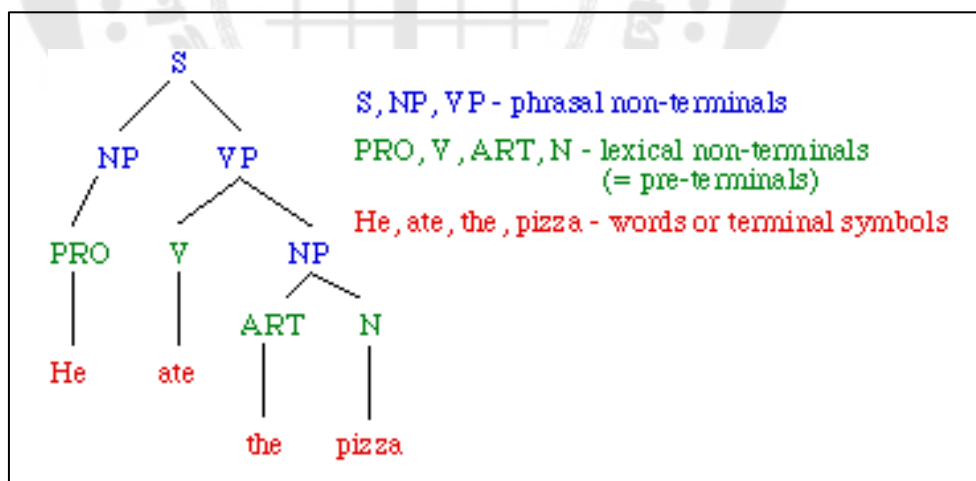 S
S, NP, VP - phrasal non-terminals
NP VP
PRO, V, ART, N - lexical non-terminals
(= pre-terminals)
He, ate, the, pizza - words or terminal symbols
PRO V NP
ART N
He ate
the pizza